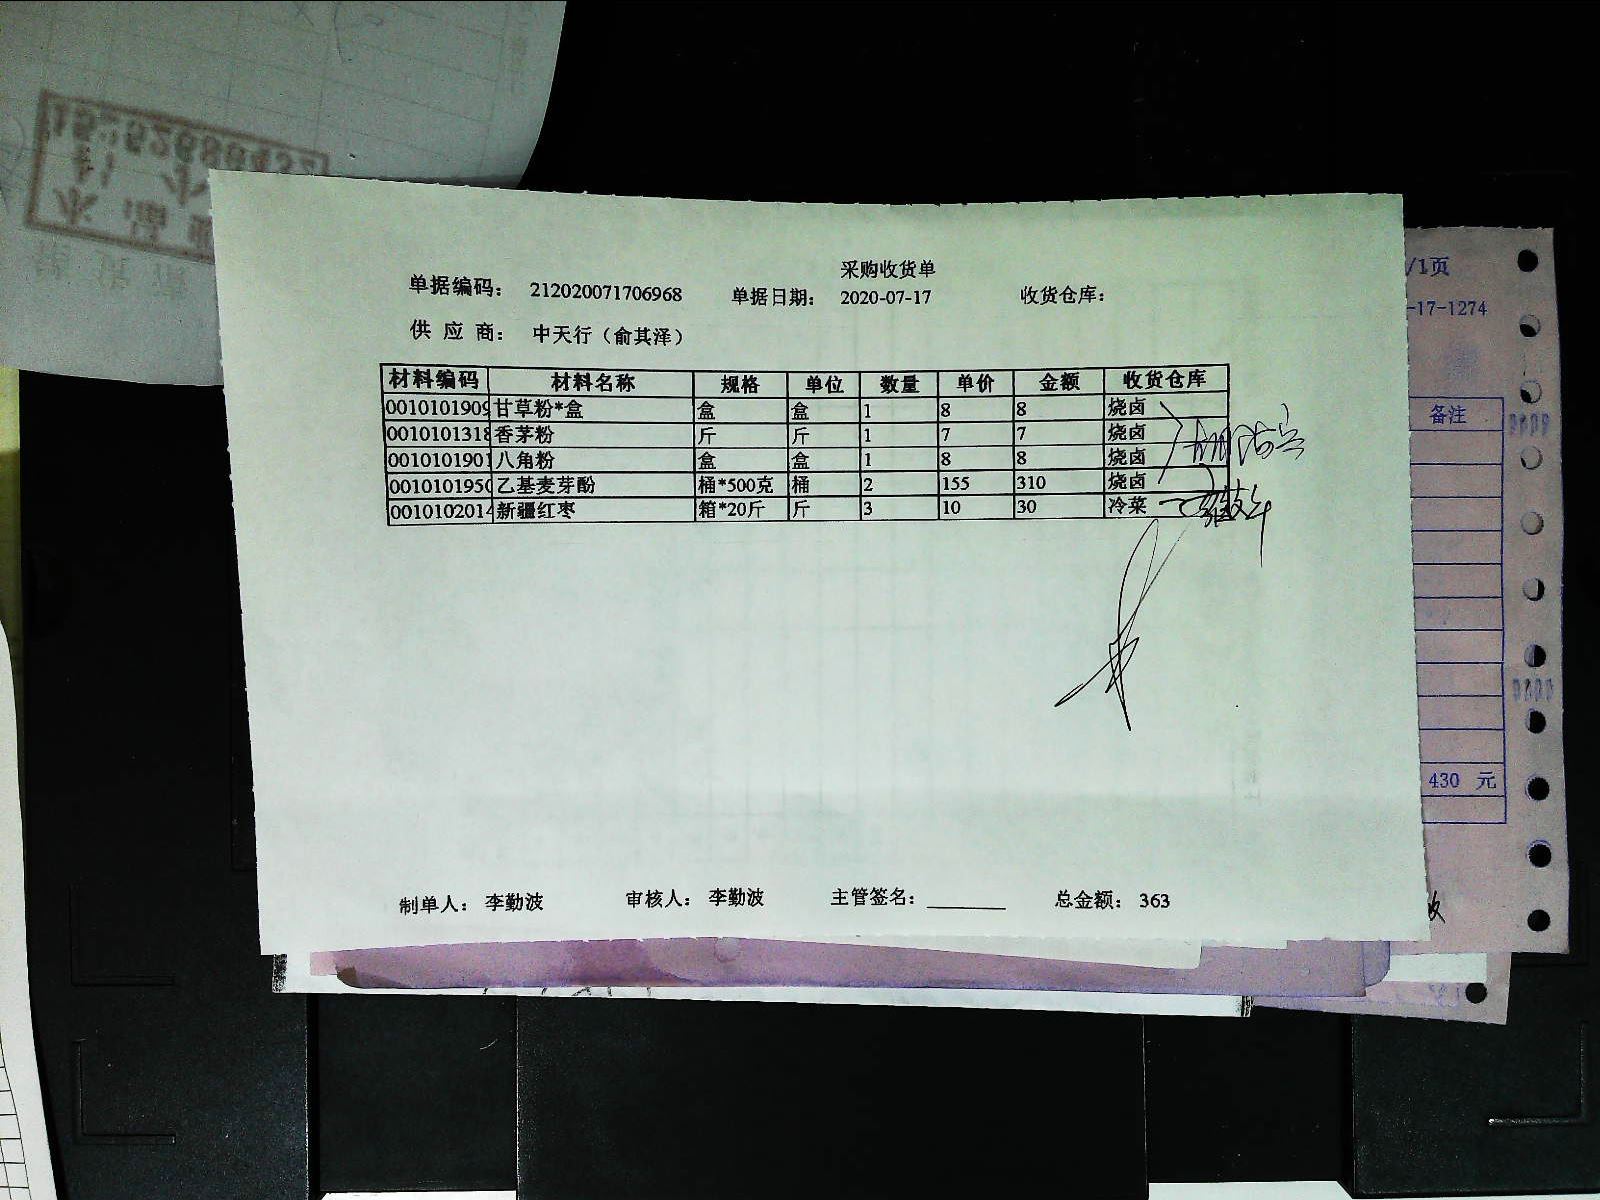 采购收货单
单据编码： 212020071706968 单据日期： 2020-07-17 收货仓库：
供 应 商： 中天行（俞其泽）
材料编码 材料名称 规格 单位 数量 单价 金额 收货仓库
0010101909 甘草粉*盒 盒 盒 1 8 8 烧卤
0010101318 香茅粉 斤 斤 1 7 7 烧卤
001010190 八角粉 盒 盒 1 8 8 烧卤
001010195 乙基麦芽酚 桶*500克 桶 2 155 310 烧卤
001010201 新疆红枣 箱*20斤 斤 3 10 30 冷菜
制单人： 李勤波 审核人： 李勤波 主管签名： 总金额： 363
/1页
-17-1274
备注
430 元